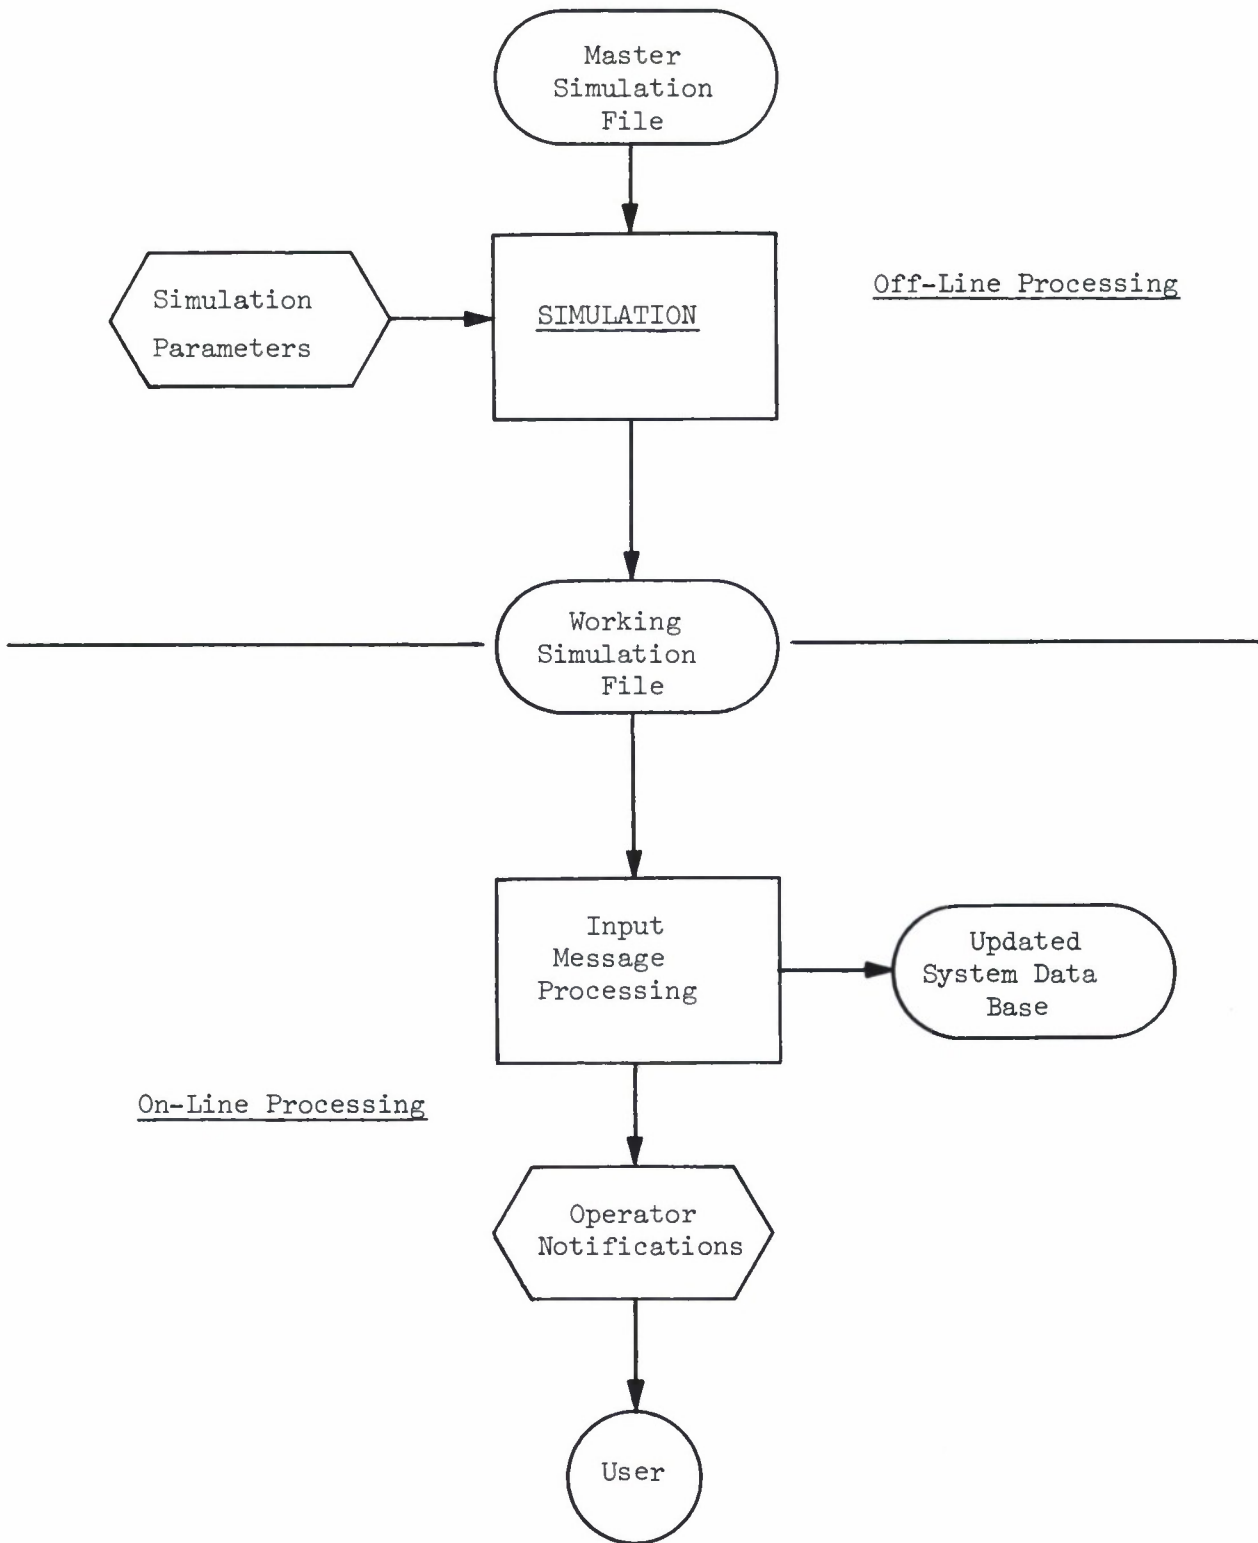 Master
Simulation
File
Simulation
Parameters
SIMULATION
Off-Line Processing
Working
Simulation
File
Input
Message
Processing
Updated
System Data
Base
On-Line Processing
Operator
Notifications
User